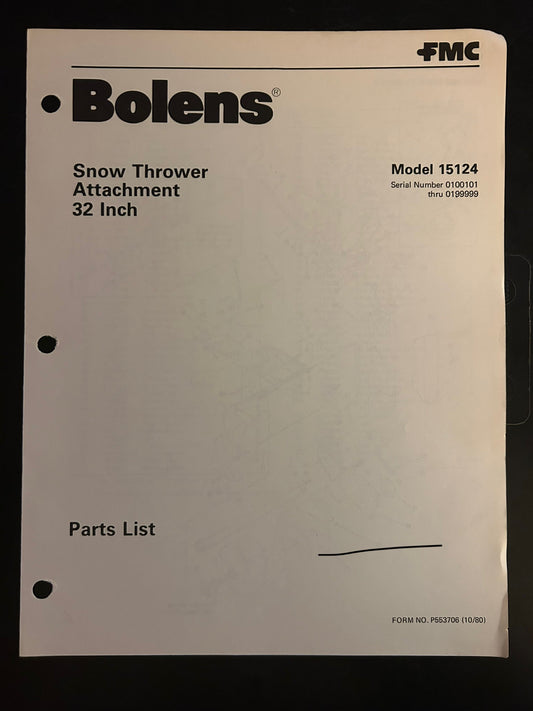 FMC
Bolens®
Snow Thrower
Attachment
32 Inch
Model 15124
Serial Number 0100101
thru 0199999
Parts List
FORM NO. P553706 (10/80)